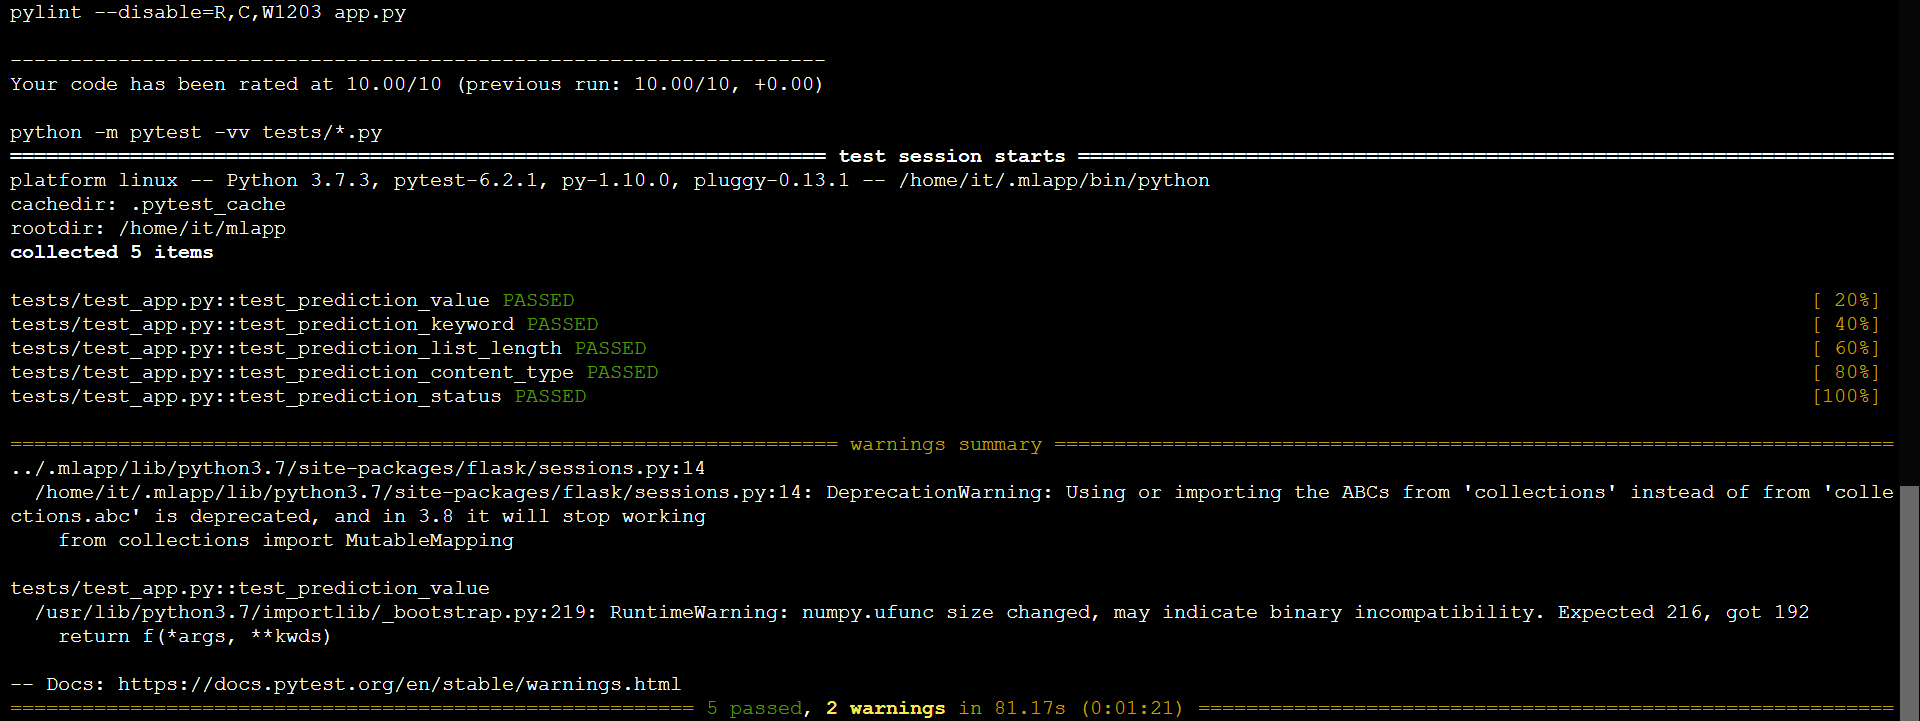 pylint --disable=R,C,W1203 app.py

--------------------------------------------------------------------
Your code has been rated at 10.00/10 (previous run: 10.00/10, +0.00)

python -m pytest -vv tests/*.py
==================================================================== test session starts ====================================================================
platform linux -- Python 3.7.3, pytest-6.2.1, py-1.10.0, pluggy-0.13.1 -- /home/it/.mlapp/bin/python
cachedir: .pytest_cache
rootdir: /home/it/mlapp
collected 5 items

tests/test_app.py::test_prediction_value PASSED [ 20%]
tests/test_app.py::test_prediction_keyword PASSED [ 40%]
tests/test_app.py::test_prediction_list_length PASSED [ 60%]
tests/test_app.py::test_prediction_content_type PASSED [ 80%]
tests/test_app.py::test_prediction_status PASSED [100%]

===================================================================== warnings summary ======================================================================
../.mlapp/lib/python3.7/site-packages/flask/sessions.py:14
  /home/it/.mlapp/lib/python3.7/site-packages/flask/sessions.py:14: DeprecationWarning: Using or importing the ABCs from 'collections' instead of from 'colle
ctions.abc' is deprecated, and in 3.8 it will stop working
    from collections import MutableMapping

tests/test_app.py::test_prediction_value
  /usr/lib/python3.7/importlib/_bootstrap.py:219: RuntimeWarning: numpy.ufunc size changed, may indicate binary incompatibility. Expected 216, got 192
    return f(*args, **kwds)

-- Docs: https://docs.pytest.org/en/stable/warnings.html
========================================================= 5 passed, 2 warnings in 81.17s (0:01:21) ==========================================================